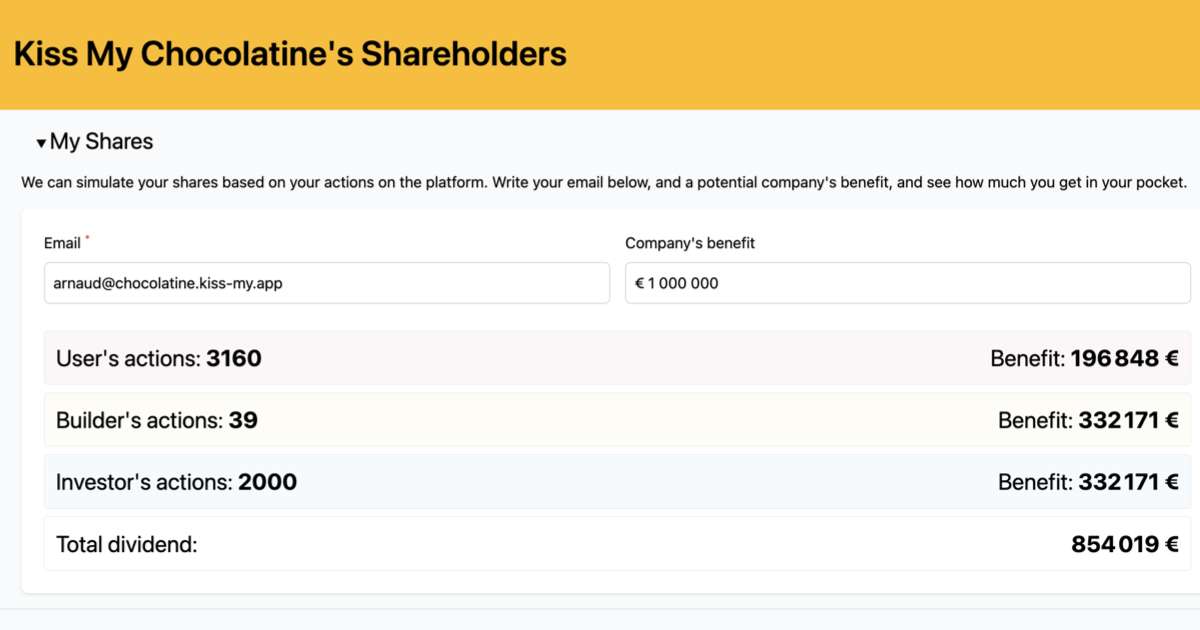 Kiss My Chocolatine's Shareholders
▼My Shares
We can simulate your shares based on your actions on the platform. Write your email below, and a potential company's benefit, and see how much you get in your pocket.
Email * Company's benefit
arnaud@chocolatine.kiss-my.app € 1 000 000
User's actions: 3160 Benefit: 196 848 €
Builder's actions: 39 Benefit: 332 171 €
Investor's actions: 2000 Benefit: 332 171 €
Total dividend: 854 019 €